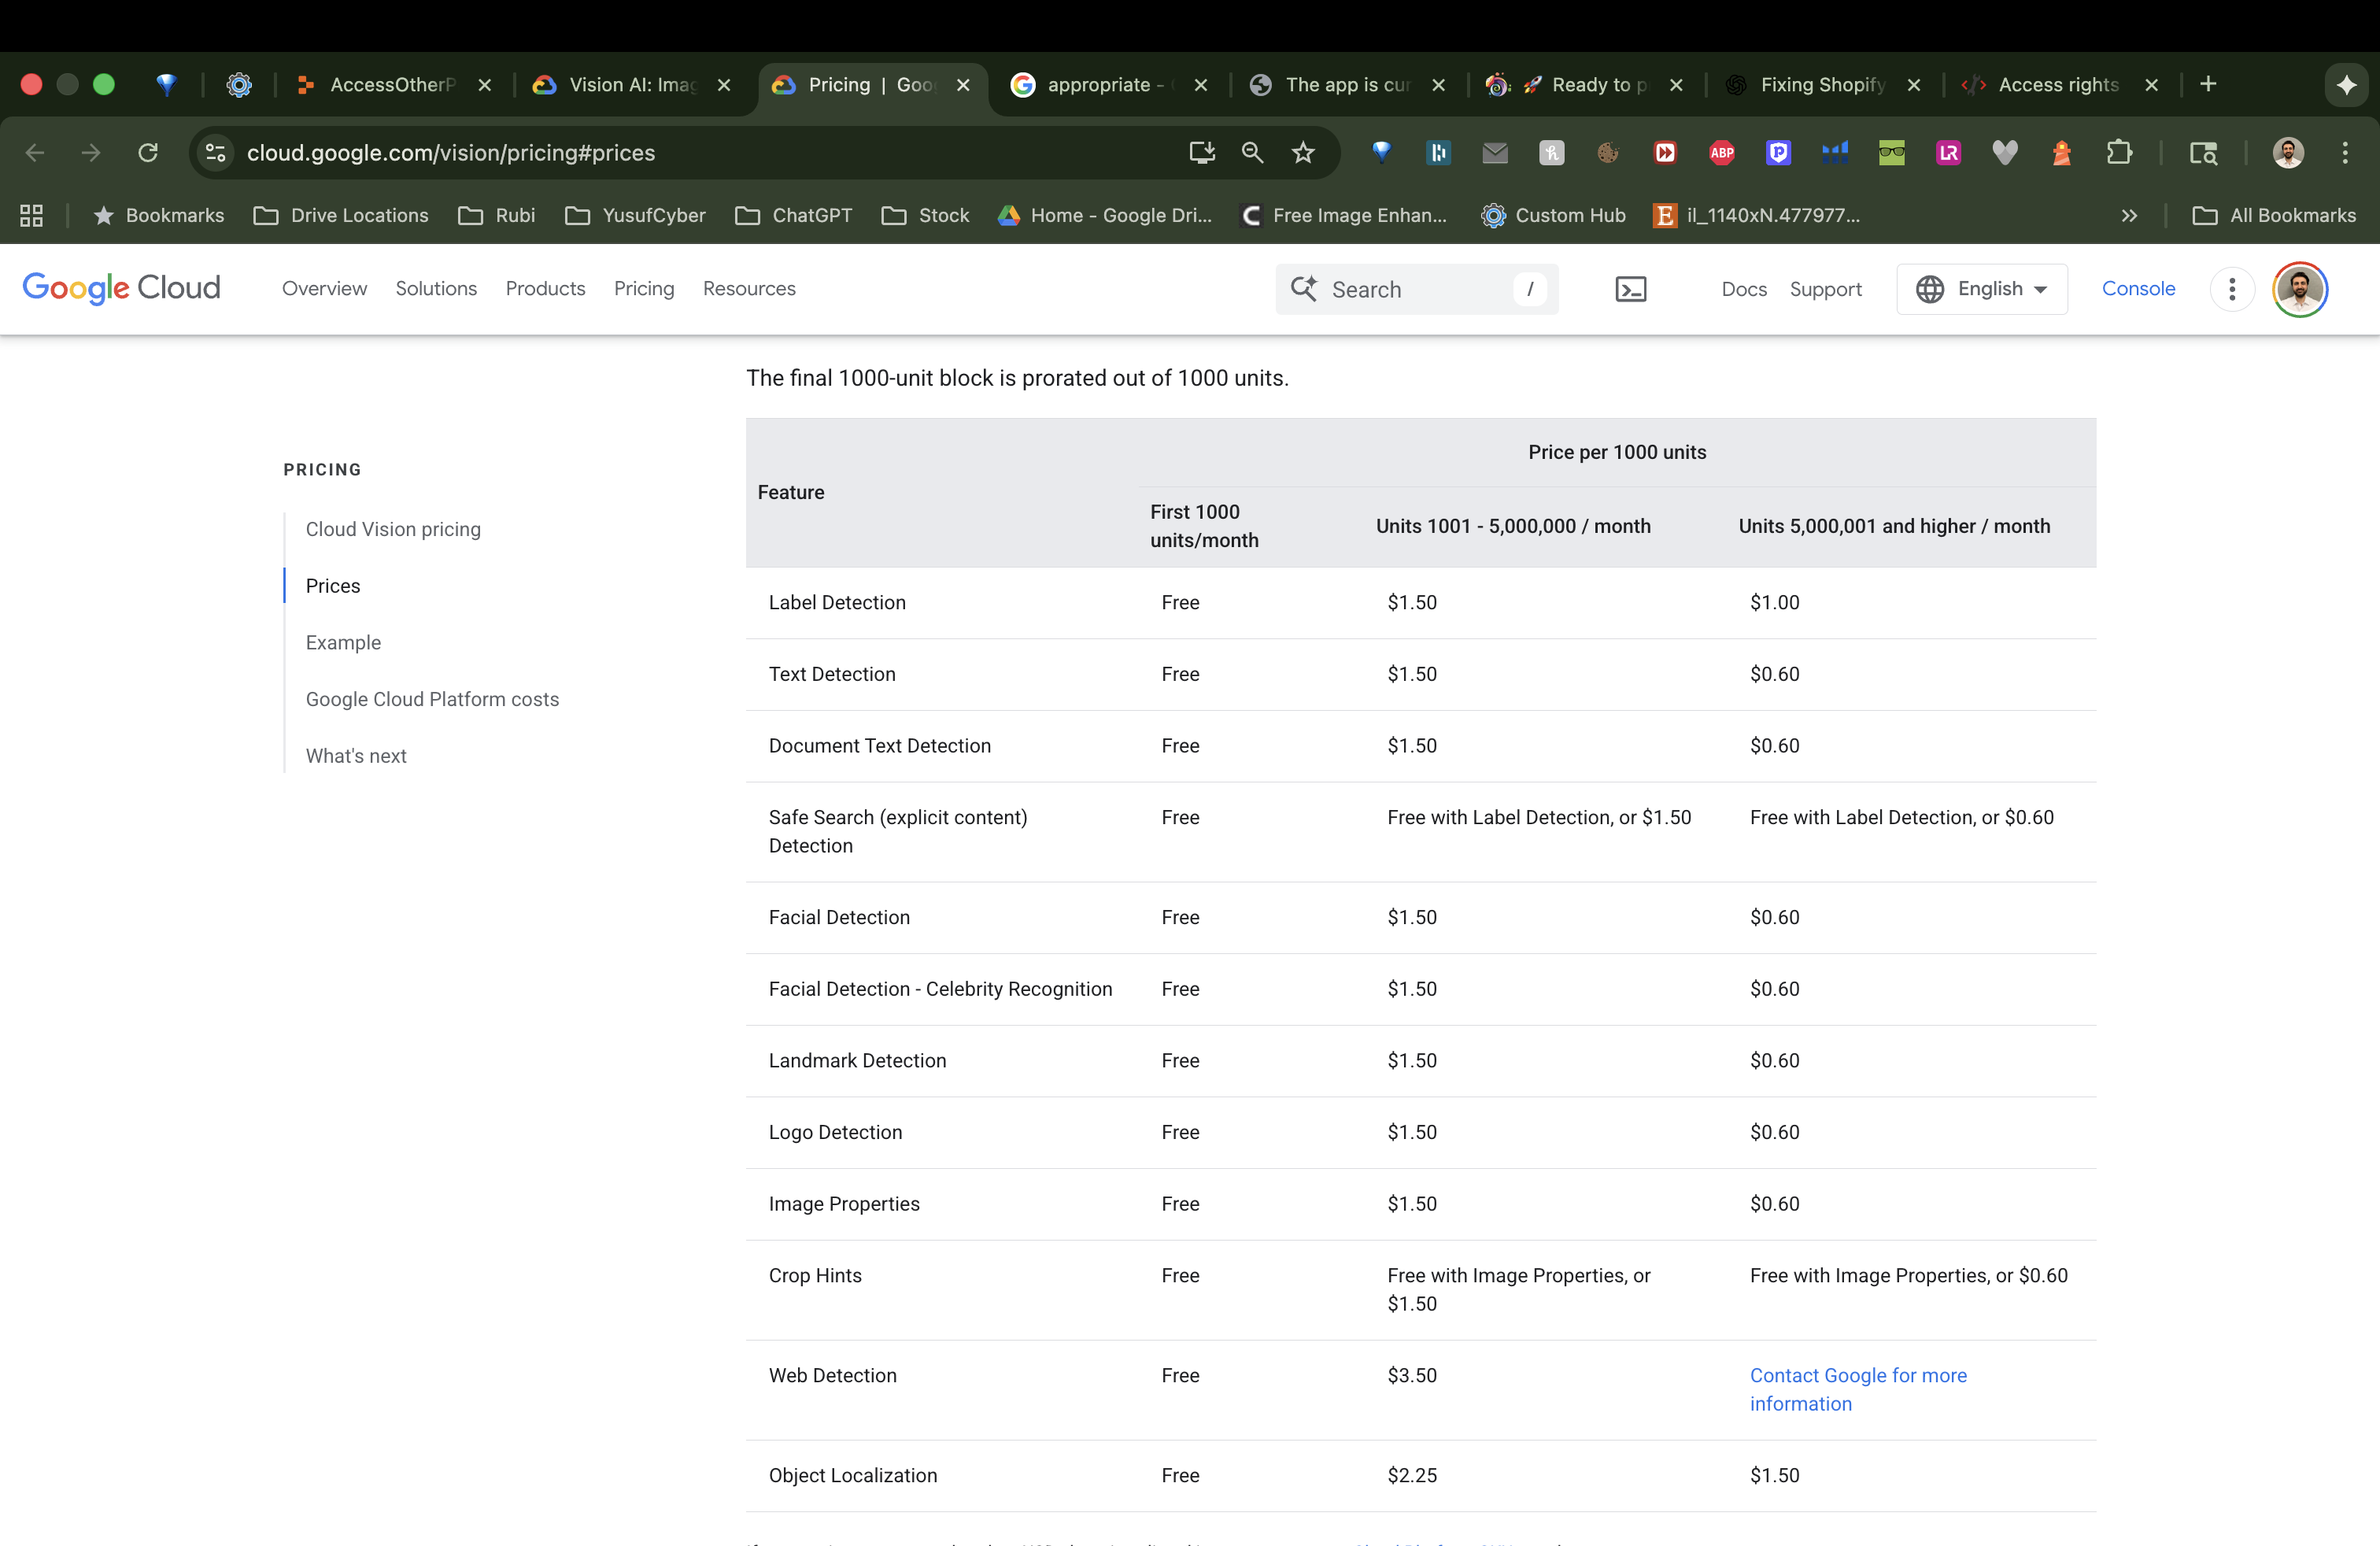 AccessOtherP
Vision AI: Imag
Pricing | Goo
appropriate -
The app is cur
🚀 Ready to p
Fixing Shopify
Access rights
cloud.google.com/vision/pricing#prices
ABP
LR
Bookmarks
Drive Locations
Rubi
YusufCyber
ChatGPT
Stock
Home - Google Dri...
Free Image Enhan...
Custom Hub
il_1140xN.477977...
All Bookmarks
Google Cloud
Overview
Solutions
Products
Pricing
Resources
Search
/
Docs
Support
English
Console
The final 1000-unit block is prorated out of 1000 units.
PRICING
Cloud Vision pricing
Prices
Example
Google Cloud Platform costs
What's next
Feature
Price per 1000 units
First 1000
units/month
Units 1001 - 5,000,000 / month
Units 5,000,001 and higher / month
Label Detection
Free
$1.50
$1.00
Text Detection
Free
$1.50
$0.60
Document Text Detection
Free
$1.50
$0.60
Safe Search (explicit content)
Detection
Free
Free with Label Detection, or $1.50
Free with Label Detection, or $0.60
Facial Detection
Free
$1.50
$0.60
Facial Detection - Celebrity Recognition
Free
$1.50
$0.60
Landmark Detection
Free
$1.50
$0.60
Logo Detection
Free
$1.50
$0.60
Image Properties
Free
$1.50
$0.60
Crop Hints
Free
Free with Image Properties, or
$1.50
Free with Image Properties, or $0.60
Web Detection
Free
$3.50
Contact Google for more
information
Object Localization
Free
$2.25
$1.50